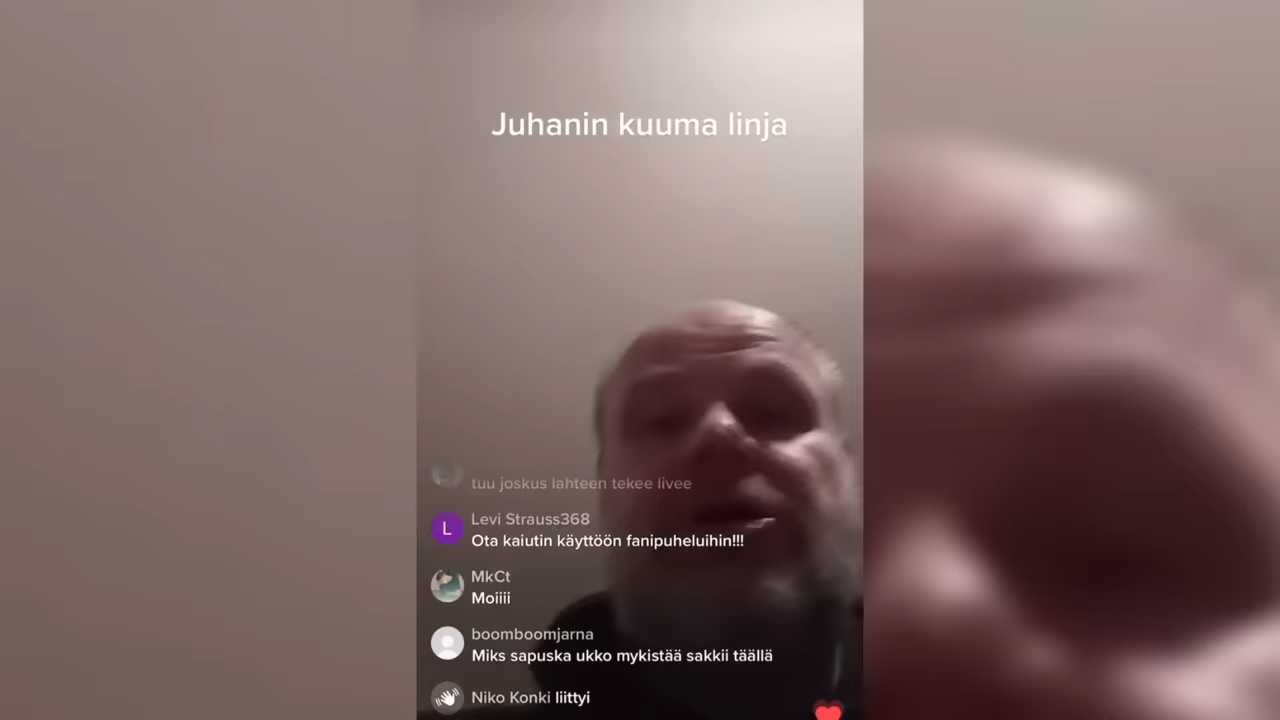 Juhanin kuuma linja
tuu joskus lahteen tekee livee
L
Levi Strauss368
Ota kaiutin käyttöön fanipuheluihin!!!
MkCt
Moiiii
boomboomjarna
Miks sapuska ukko mykistää sakkii täällä
Niko Konki liittyi